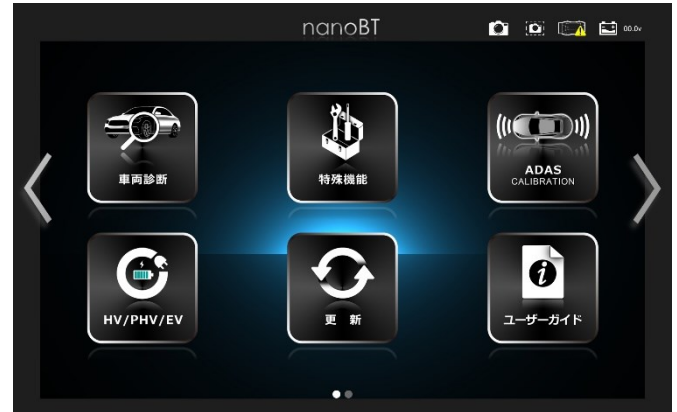 nanoBT
00.0v
車両診断
特殊機能
ADAS
CALIBRATION
HV/PHV/EV
更 新
ユーザーガイド